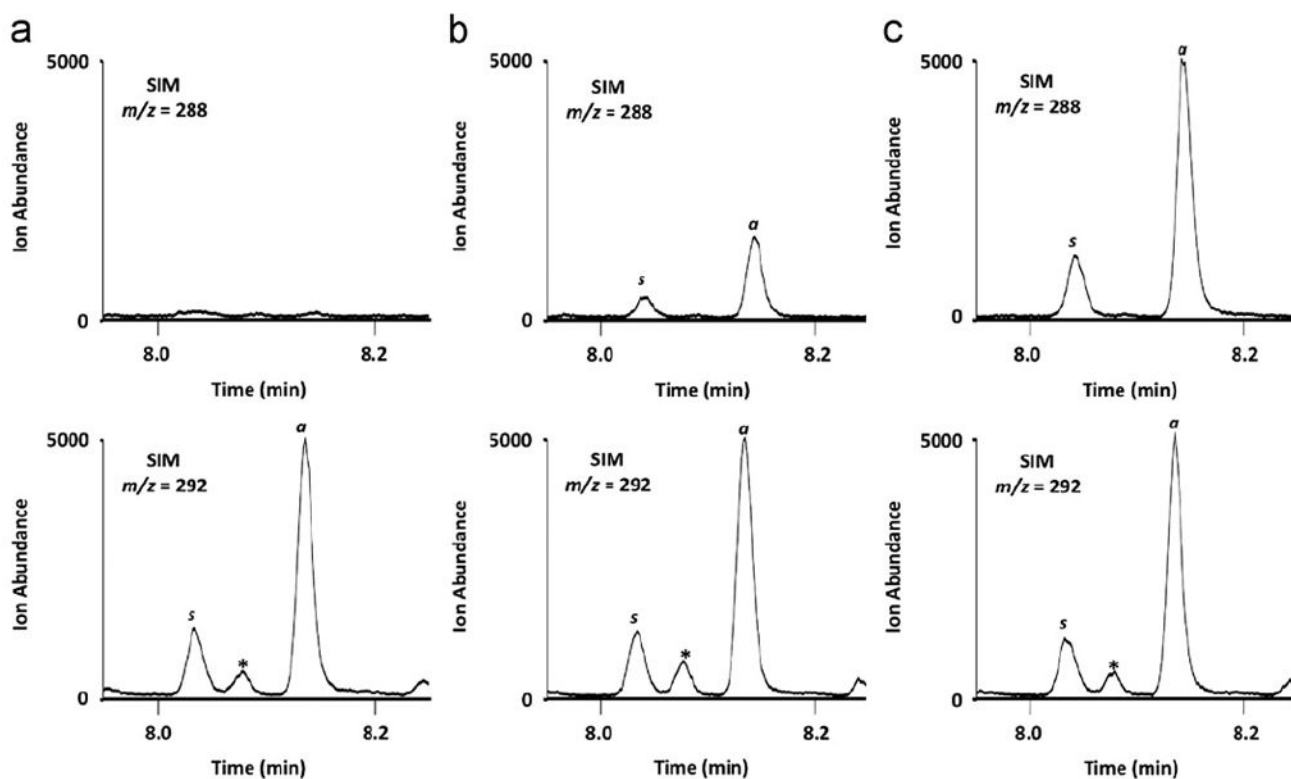 a
b
c
5000
SIM
m/z = 288
Ion Abundance
0
8.0
8.2
Time (min)
5000
SIM
m/z = 288
s
a
Ion Abundance
0
8.0
8.2
Time (min)
5000
SIM
m/z = 288
s
a
Ion Abundance
0
8.0
8.2
Time (min)
5000
SIM
m/z = 292
s
*
a
Ion Abundance
0
8.0
8.2
Time (min)
5000
SIM
m/z = 292
s
*
a
Ion Abundance
0
8.0
8.2
Time (min)
5000
SIM
m/z = 292
s
*
a
Ion Abundance
0
8.0
8.2
Time (min)